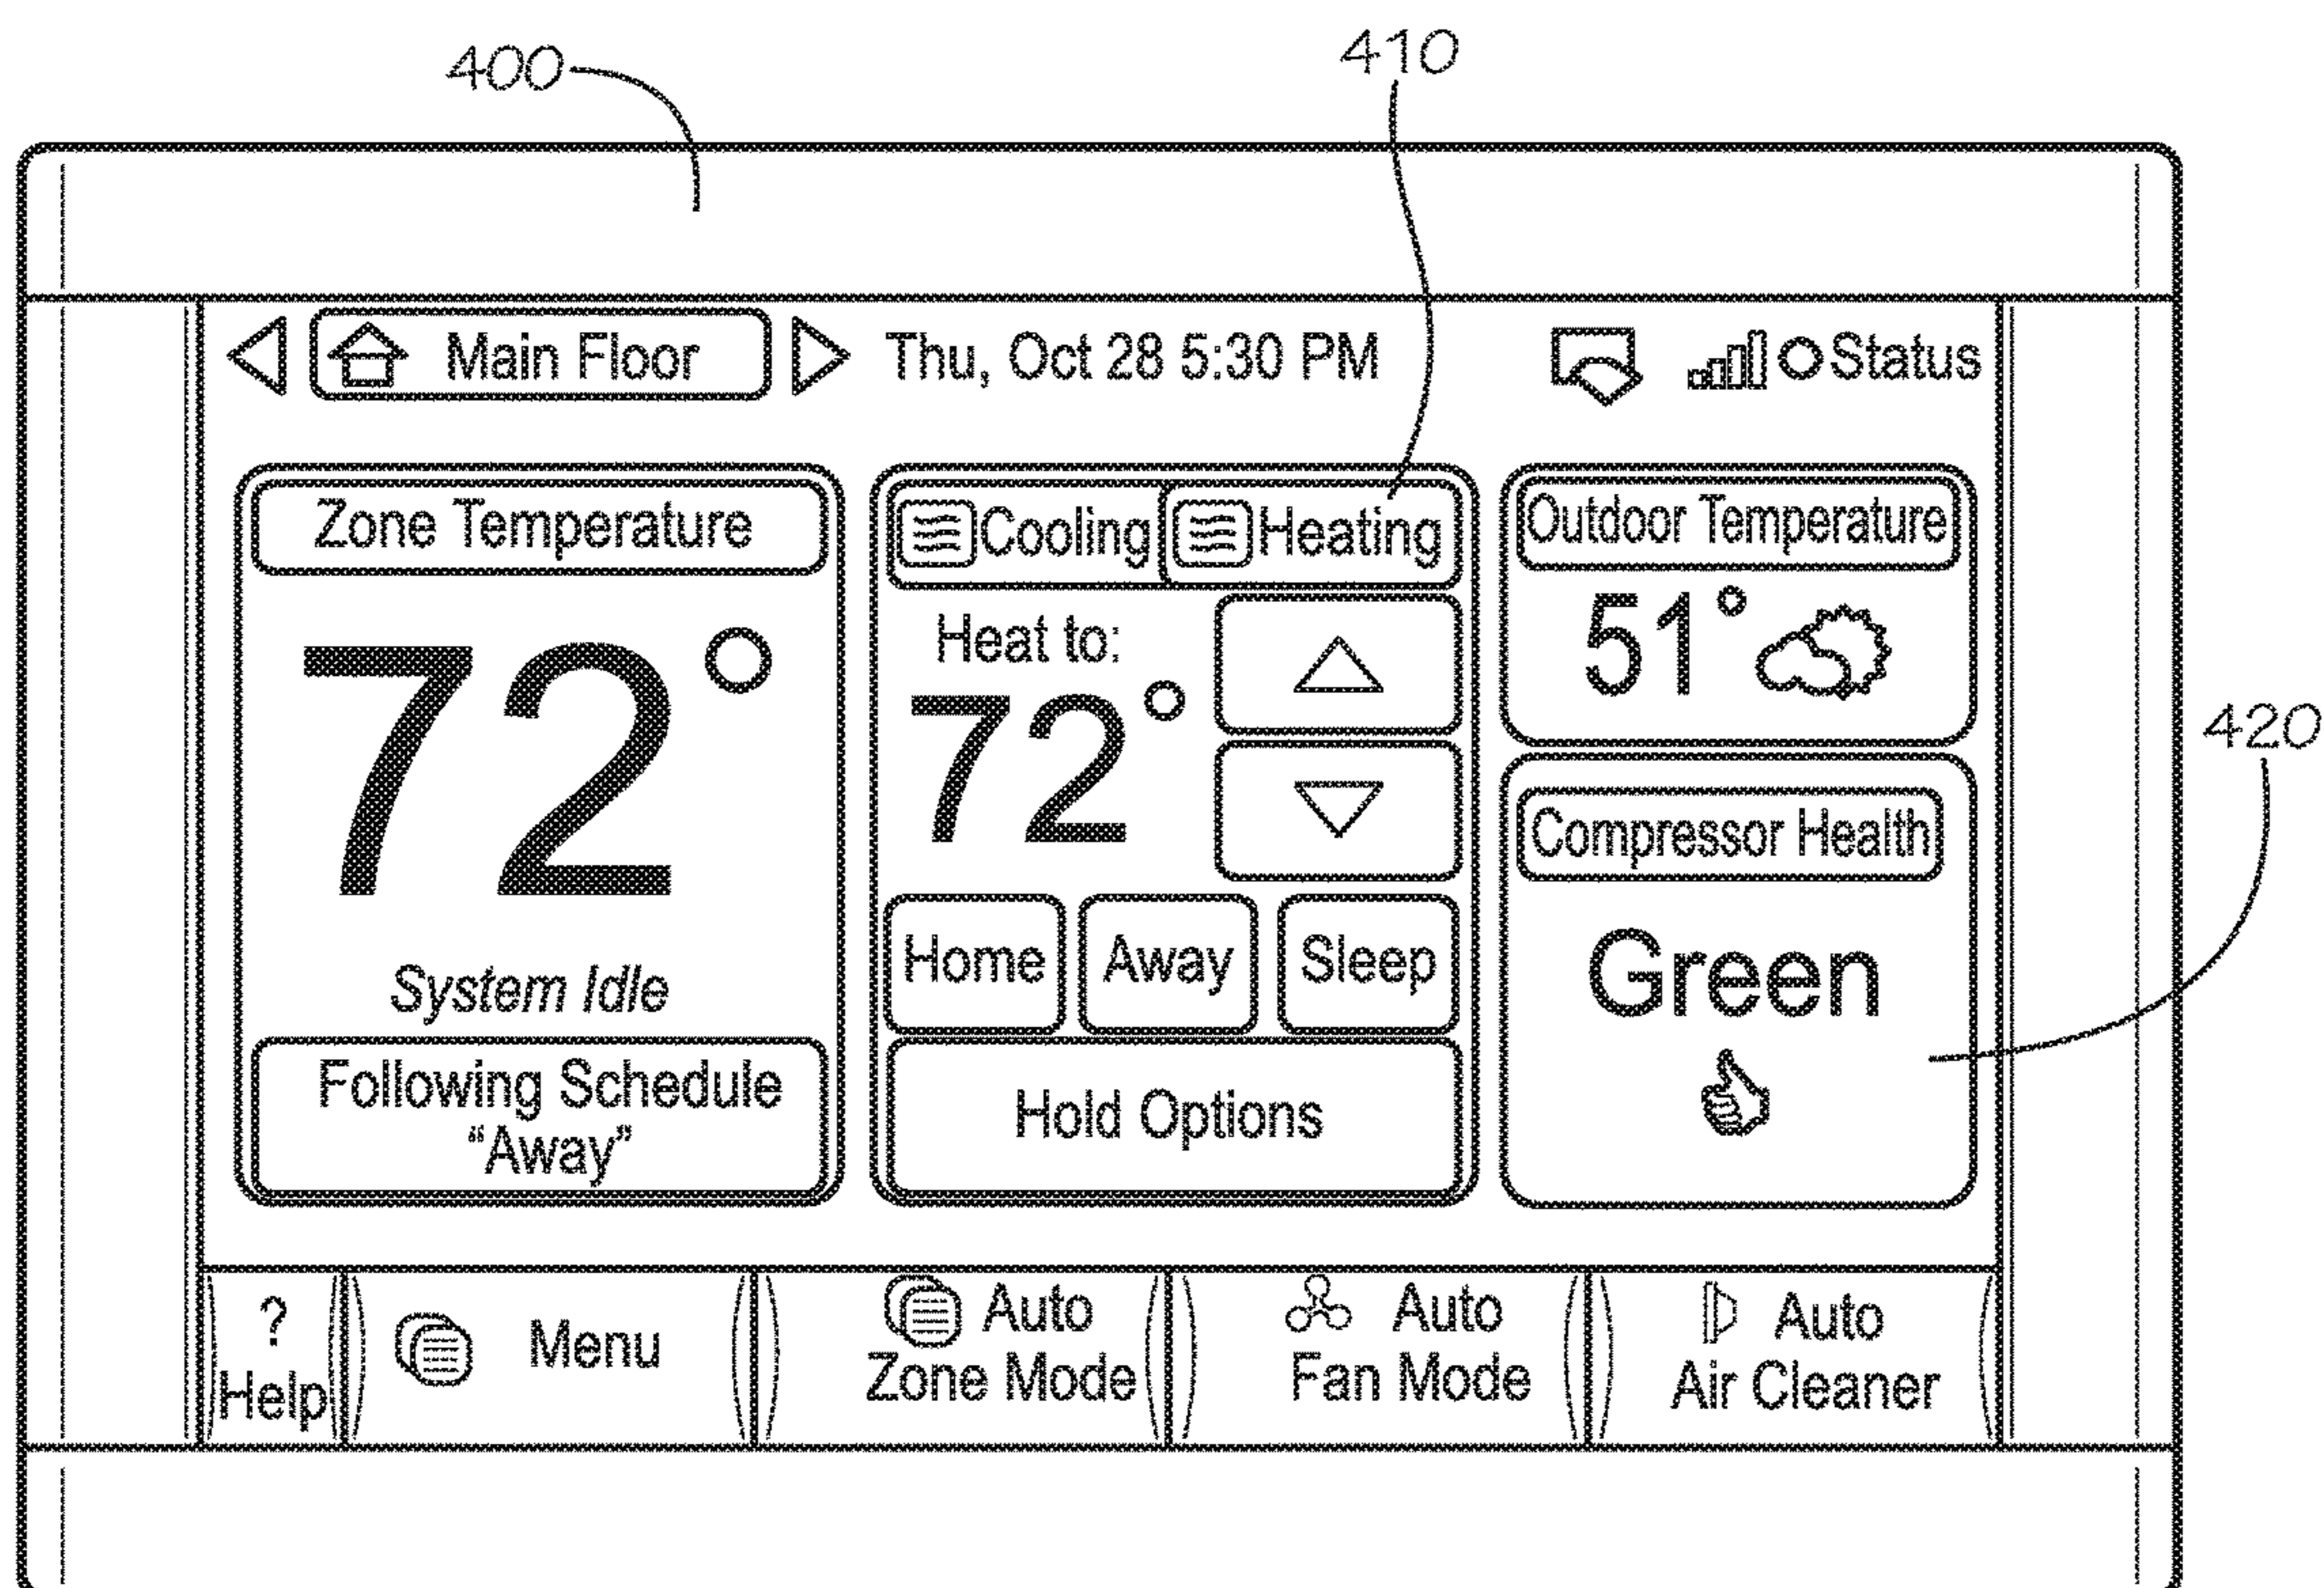 400
410
Main Floor
Thu, Oct 28 5:30 PM
Status
Zone Temperature
72°
System Idle
Following Schedule
“Away”
Cooling
Heating
Heat to:
72°
Home
Away
Sleep
Hold Options
Outdoor Temperature
51°
Compressor Health
Green
420
?
Help
Menu
Auto
Zone Mode
Auto
Fan Mode
Auto
Air Cleaner